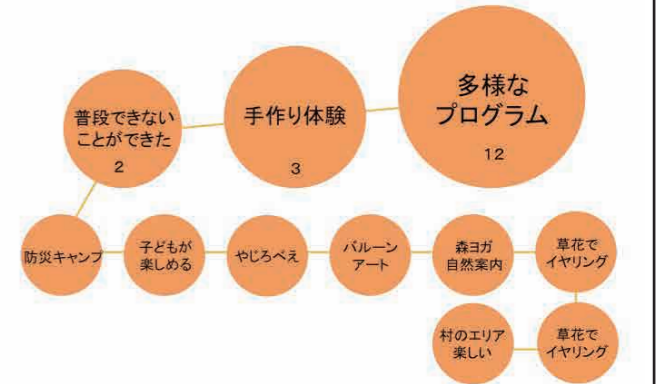 多様な
プログラム
12
手作り体験
3
普段できない
ことができた
2
防災キャンプ
子どもが
楽しめる
やじろべえ
バルーン
アート
森ヨガ
自然案内
草花で
イヤリング
草花で
イヤリング
村のエリア
楽しい